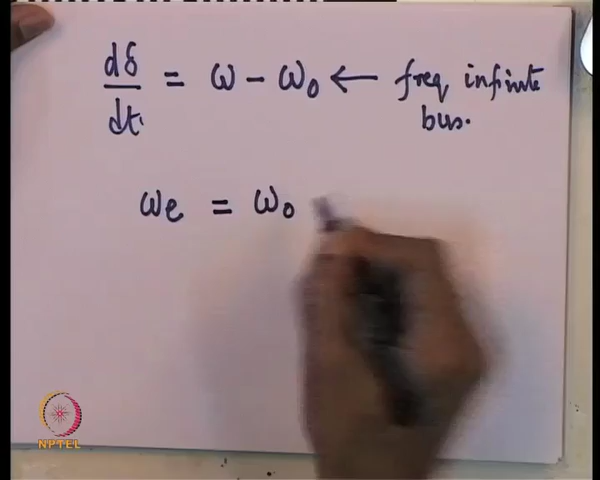 dδ/dt = ω - ω₀ ← freq infinite bus.
ωe = ω₀
NPTEL